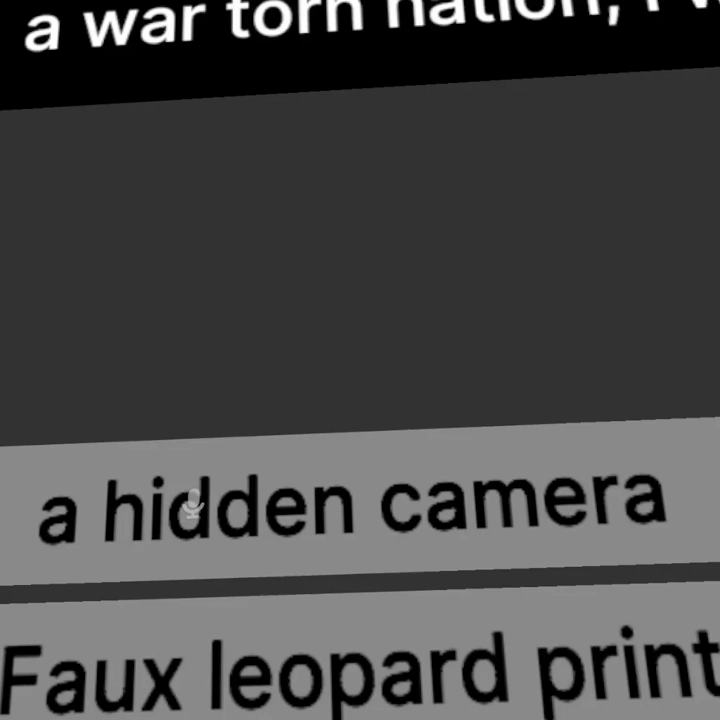 a war torn nation, I
a hidden camera
Faux leopard print